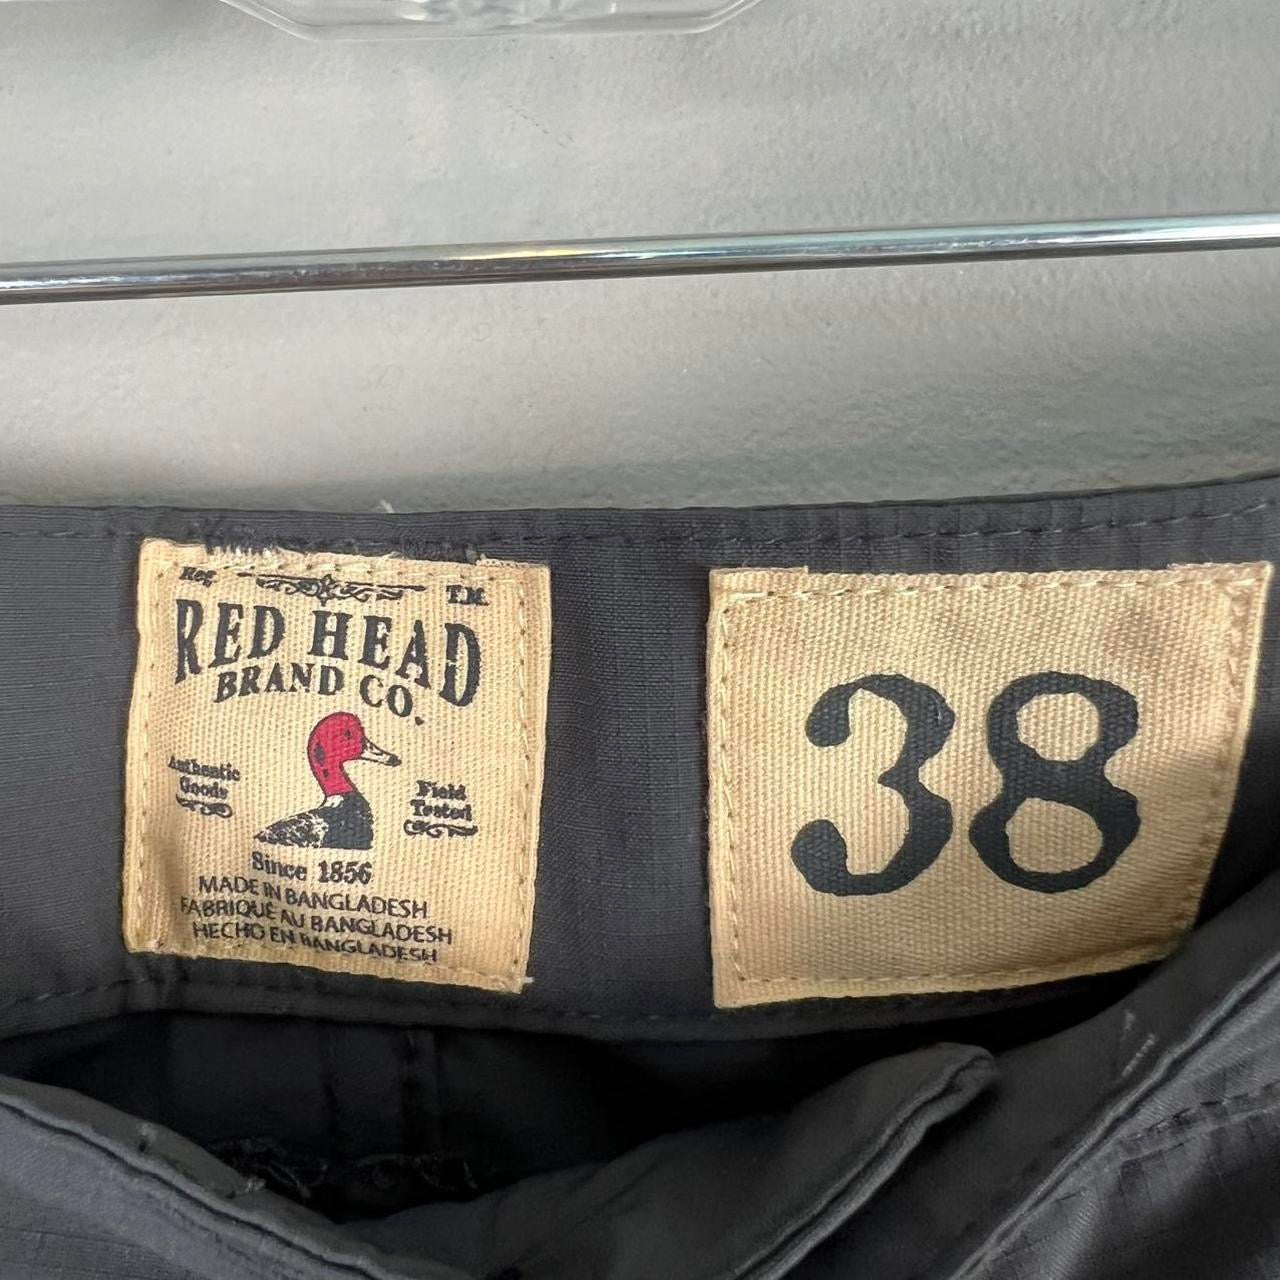 Reg T.M.
RED HEAD
BRAND CO.
Authentic
Goods
Field
Tested
Since 1856
MADE IN BANGLADESH
FABRIQUE AU BANGLADESH
HECHO EN BANGLADESH
38